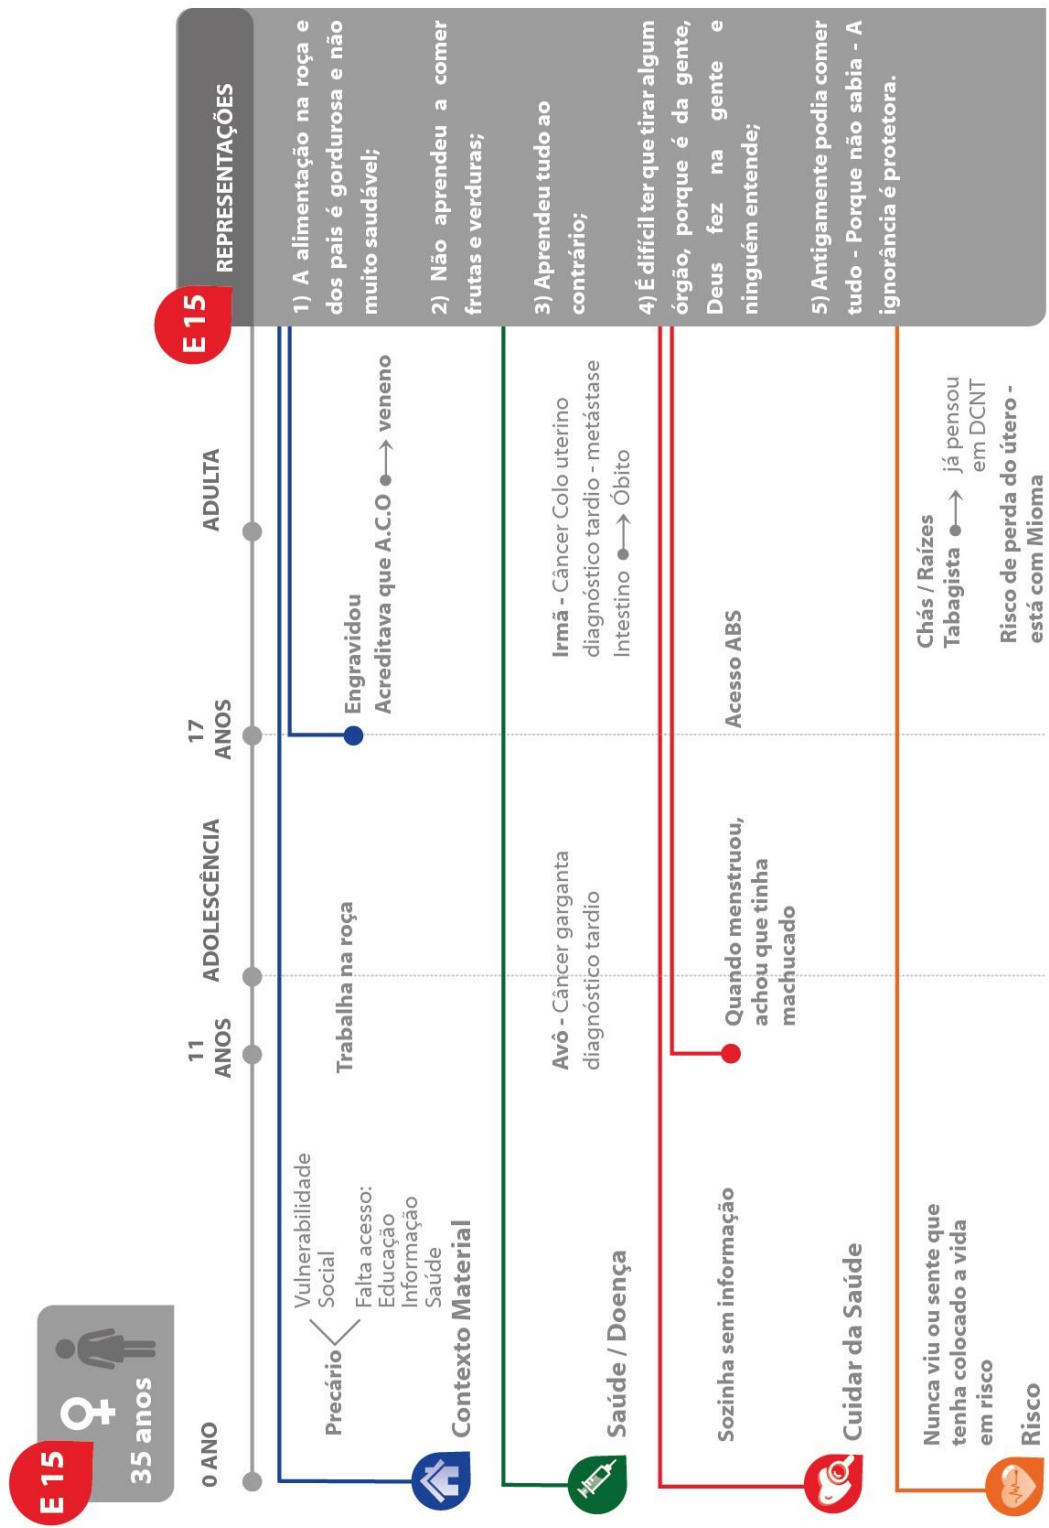 E 15
35 anos
0 ANO
11
ANOS
ADOLESCÊNCIA
17
ANOS
ADULTA
E 15
REPRESENTAÇÕES
Precário
Vulnerabilidade
Social
Falta acesso:
Educação
Informação
Saúde
Contexto Material
Trabalha na roça
Engravidou
Acreditava que A.C.O
veneno
Saúde / Doença
Avô - Câncer garganta
diagnóstico tardio
Irmã - Câncer Colo uterino
diagnóstico tardio - metástase
Intestino
Óbito
Sozinha sem informação
Cuidar da Saúde
Quando menstruou,
achou que tinha
machucado
Acesso ABS
Nunca viu ou sente que
tenha colocado a vida
em risco
Risco
Chás / Raízes
Tabagista
já pensou
em DCNT
Risco de perda do útero -
está com Mioma
1) A alimentação na roça e
dos pais é gordurosa e não
muito saudável;
2) Não aprendeu a comer
frutas e verduras;
3) Aprendeu tudo ao
contrário;
4) É difícil ter que tirar algum
órgão, porque é da gente,
Deus fez na gente e
ninguém entende;
5) Antigamente podia comer
tudo - Porque não sabia - A
ignorância é protetora.